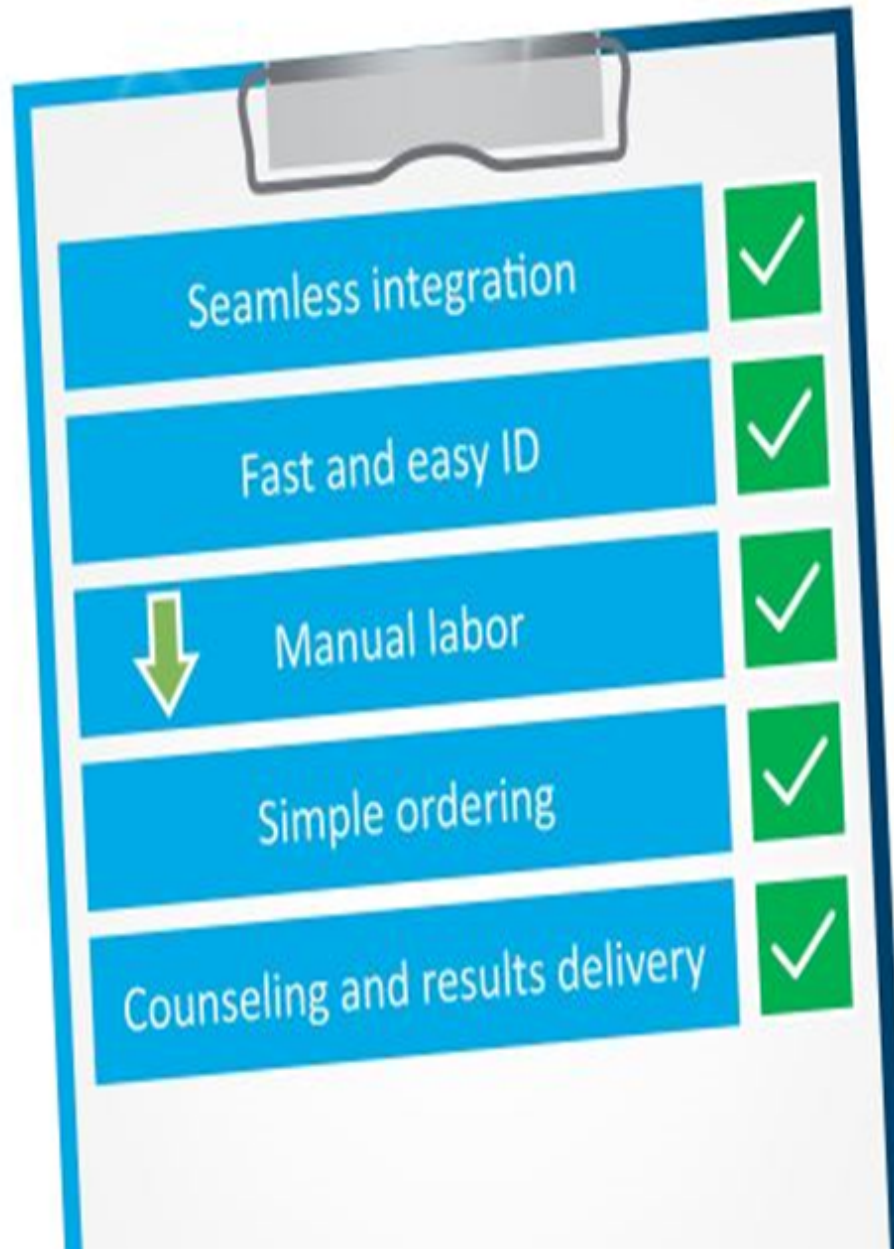 Seamless integration
Fast and easy ID
Manual labor
Simple ordering
Counseling and results delivery